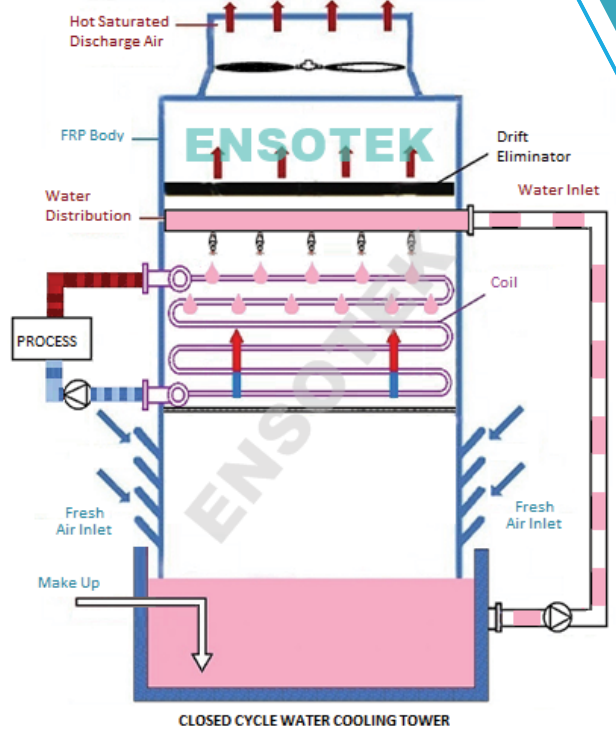 Hot Saturated
Discharge Air
FRP Body
ENSOTEK
Drift
Eliminator
Water
Distribution
Water Inlet
Coil
PROCESS
ENSOTEK
Fresh
Air Inlet
Fresh
Air Inlet
Make Up
CLOSED CYCLE WATER COOLING TOWER